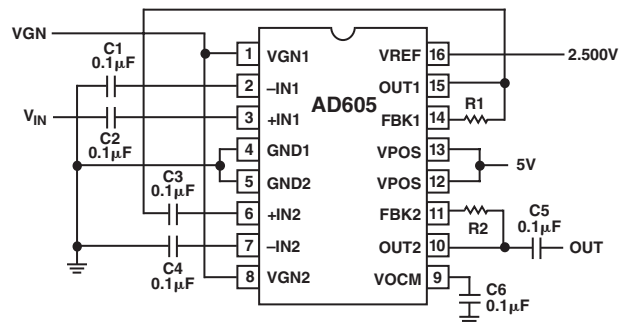 VGN
C1
0.1µF
VIN
C2
0.1µF
C3
0.1µF
C4
0.1µF
1 VGN1
2 –IN1
3 +IN1
4 GND1
5 GND2
6 +IN2
7 –IN2
8 VGN2
AD605
VREF 16
OUT1 15
FBK1 14
VPOS 13
VPOS 12
FBK2 11
OUT2 10
VOCM 9
2.500V
R1
5V
R2
C5
0.1µF
OUT
C6
0.1µF